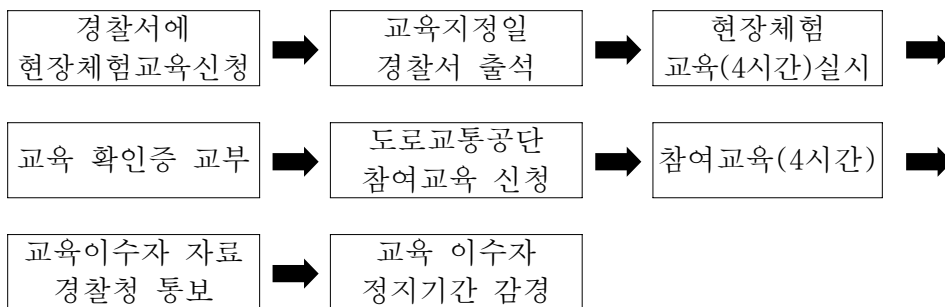 경찰서에
현장체험교육신청
교육지정일
경찰서 출석
현장체험
교육(4시간)실시
교육 확인증 교부
도로교통공단
참여교육 신청
참여교육(4시간)
교육이수자 자료
경찰청 통보
교육 이수자
정지기간 감경